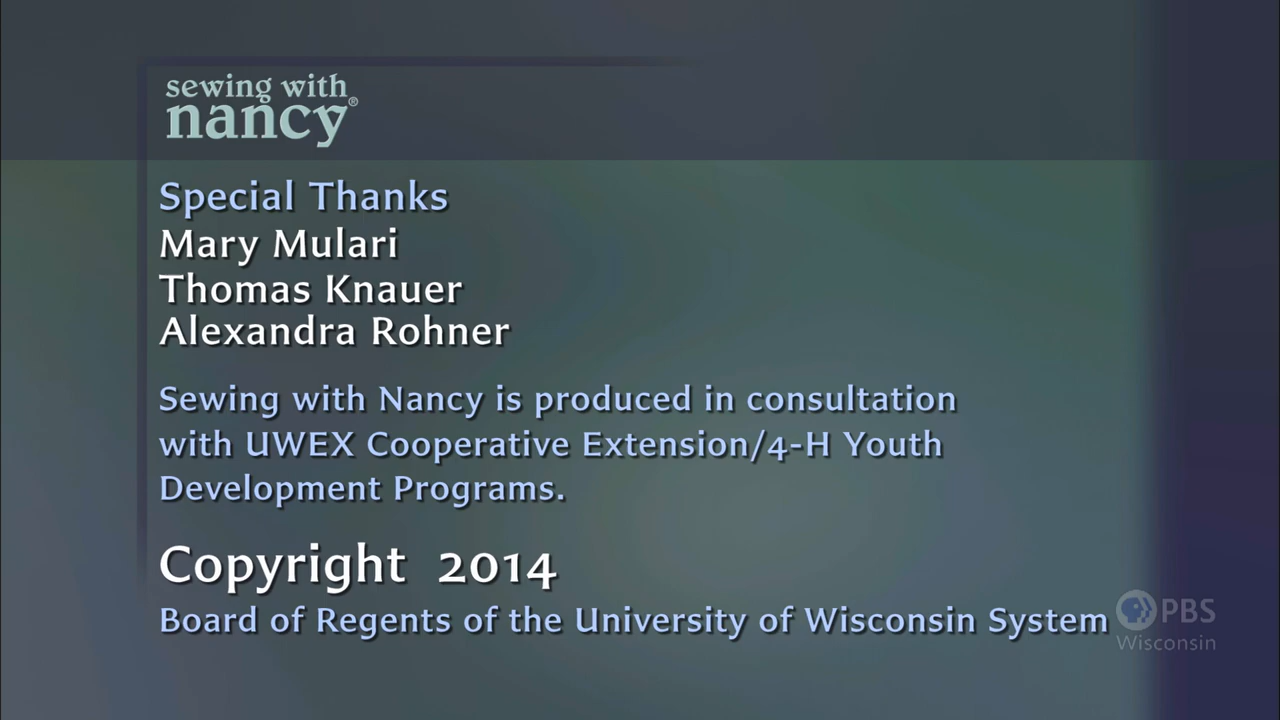 sewing with
nancy®
Special Thanks
Mary Mulari
Thomas Knauer
Alexandra Rohner
Sewing with Nancy is produced in consultation
with UWEX Cooperative Extension/4-H Youth
Development Programs.
Copyright 2014
Board of Regents of the University of Wisconsin System
PBS
Wisconsin